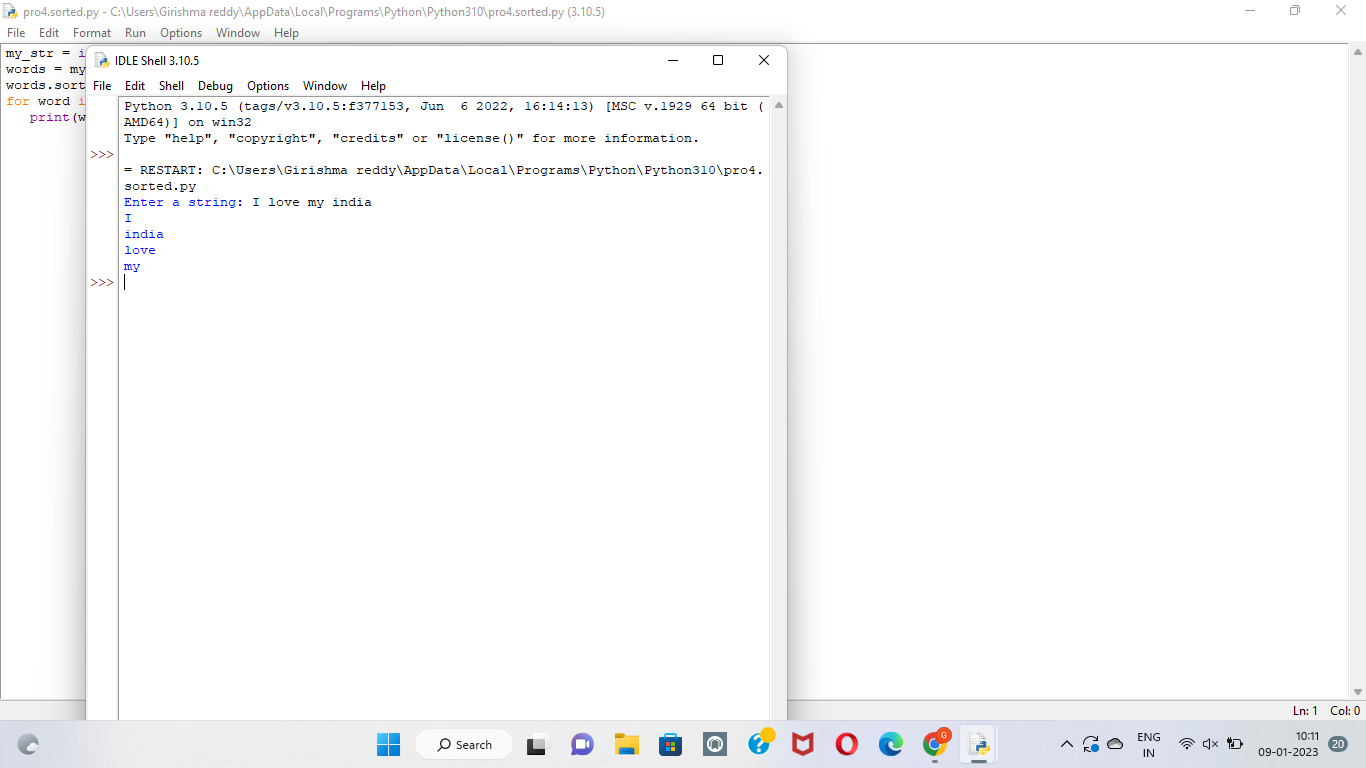 pro4.sorted.py - C:\Users\Girishma reddy\AppData\Local\Programs\Python\Python310\pro4.sorted.py (3.10.5)
File Edit Format Run Options Window Help
my_str = i
words = my
words.sort
for word i
print(w
IDLE Shell 3.10.5
File Edit Shell Debug Options Window Help
Python 3.10.5 (tags/v3.10.5:f377153, Jun  6 2022, 16:14:13) [MSC v.1929 64 bit (
AMD64)] on win32
Type "help", "copyright", "credits" or "license()" for more information.
>>>
= RESTART: C:\Users\Girishma reddy\AppData\Local\Programs\Python\Python310\pro4.
sorted.py
Enter a string: I love my india
I
india
love
my
>>>
Ln: 1 Col: 0
Search
G
ENG
IN
10:11
09-01-2023
20